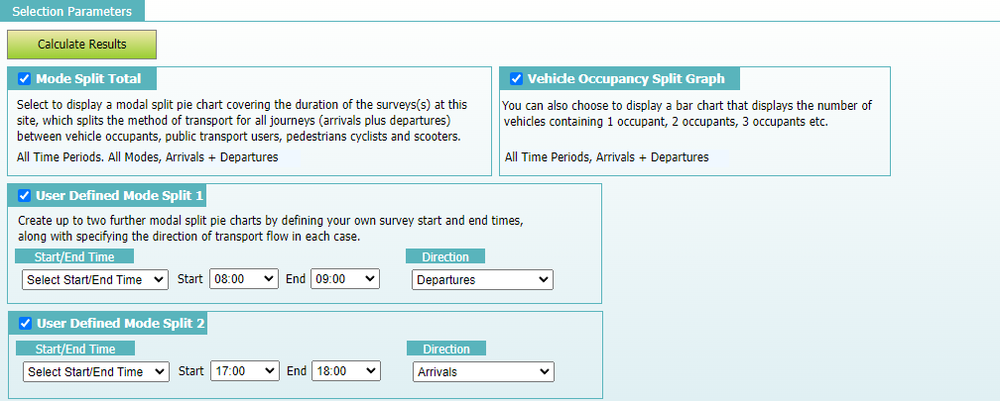 Selection Parameters
Calculate Results
Mode Split Total
Select to display a modal split pie chart covering the duration of the surveys(s) at this
site, which splits the method of transport for all journeys (arrivals plus departures)
between vehicle occupants, public transport users, pedestrians cyclists and scooters.
All Time Periods. All Modes, Arrivals + Departures
Vehicle Occupancy Split Graph
You can also choose to display a bar chart that displays the number of
vehicles containing 1 occupant, 2 occupants, 3 occupants etc.
All Time Periods, Arrivals + Departures
User Defined Mode Split 1
Create up to two further modal split pie charts by defining your own survey start and end times,
along with specifying the direction of transport flow in each case.
Start/End Time Direction
Select Start/End Time Start 08:00 End 09:00 Departures
User Defined Mode Split 2
Start/End Time Direction
Select Start/End Time Start 17:00 End 18:00 Arrivals